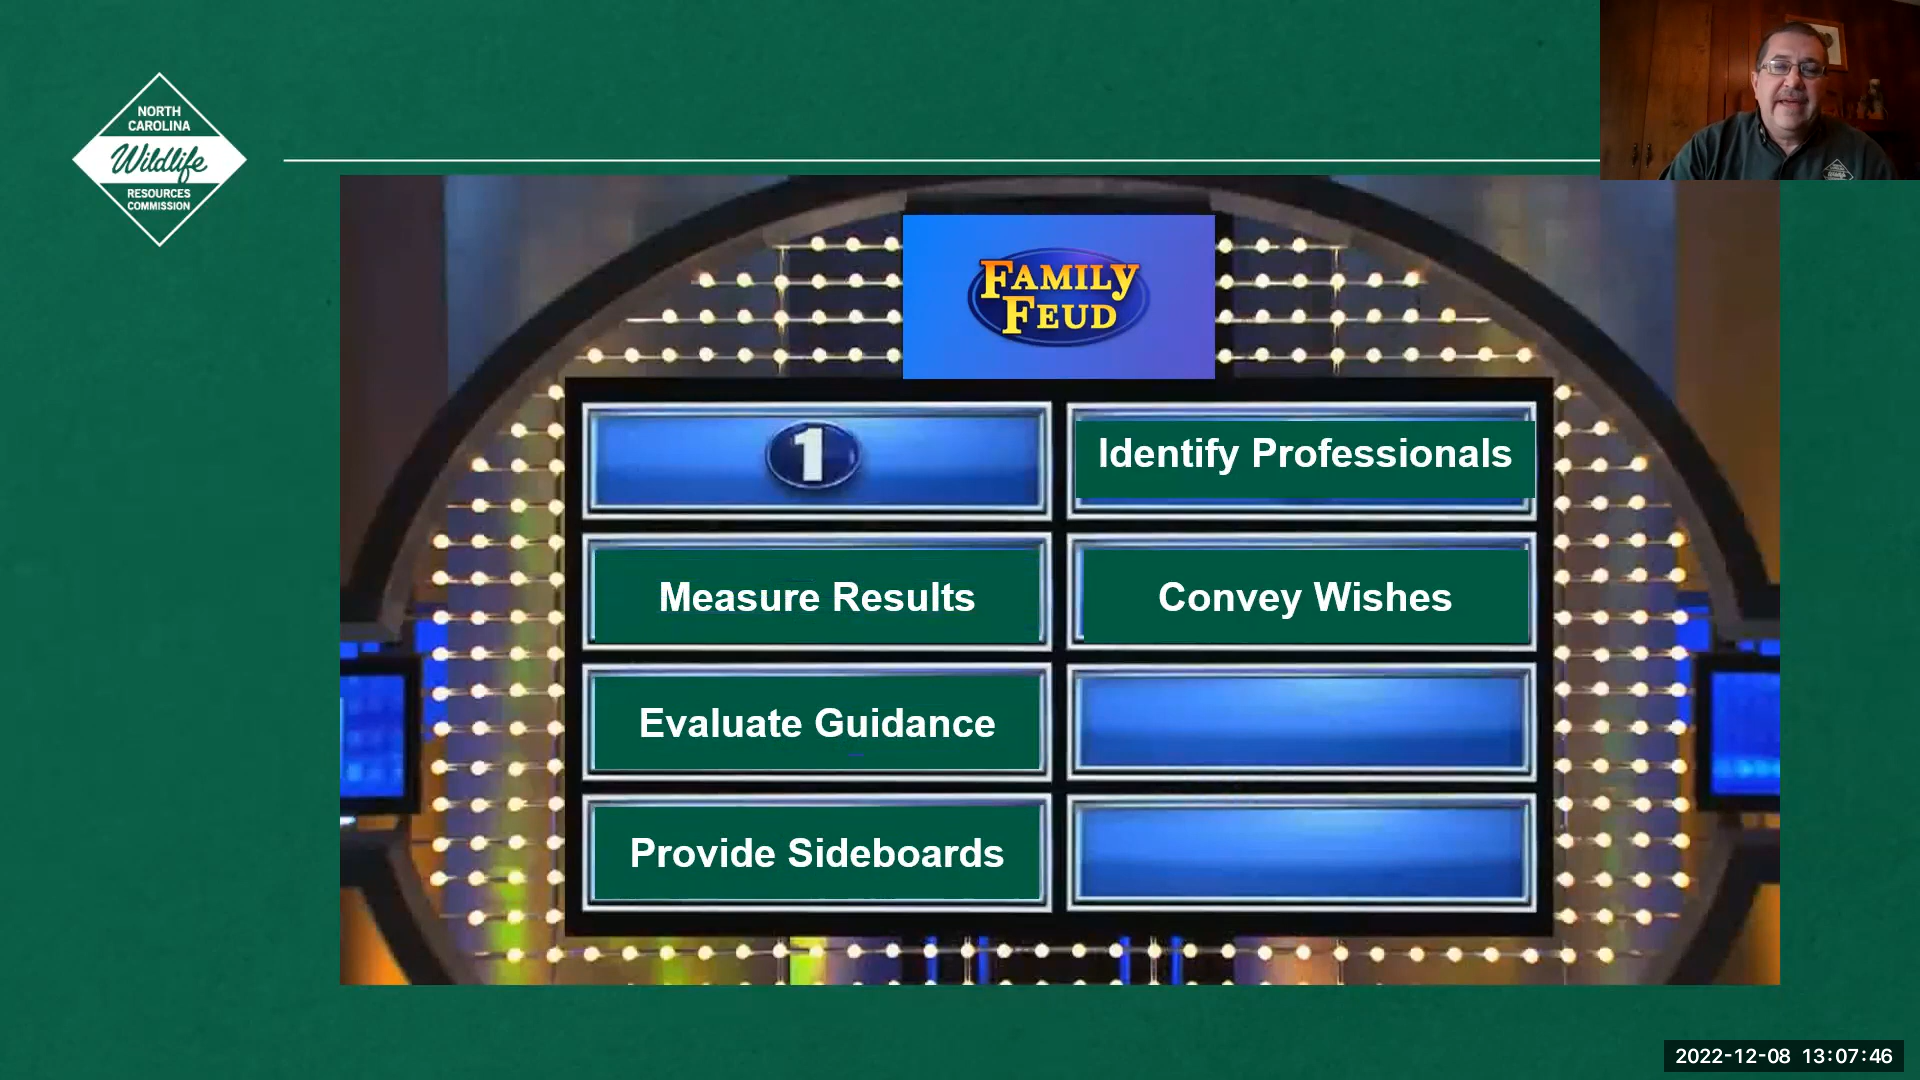 NORTH
CAROLINA
Wildlife
RESOURCES
COMMISSION
FAMILY
FEUD
1
Identify Professionals
Measure Results
Convey Wishes
Evaluate Guidance
Provide Sideboards
2022-12-08 13:07:46